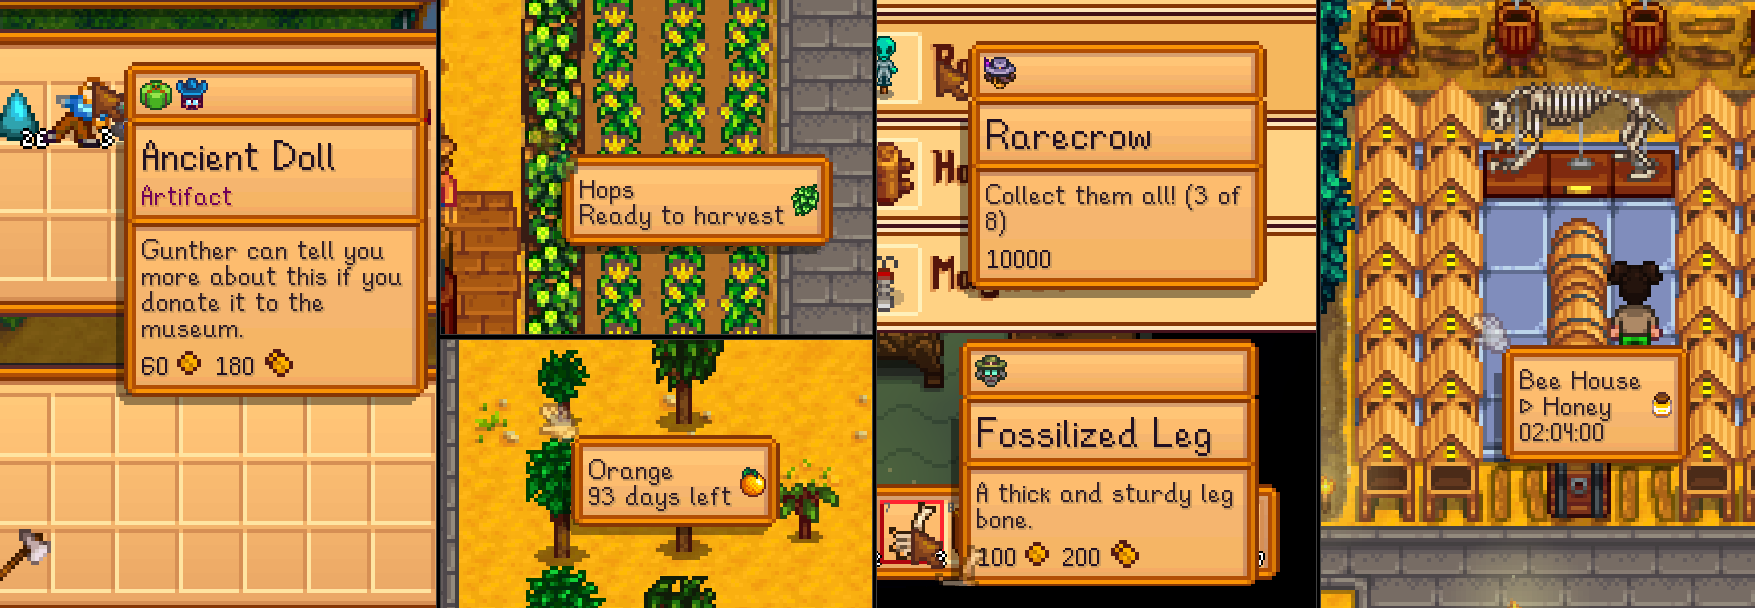 Ancient Doll
Artifact
Gunther can tell you
more about this if you
donate it to the
museum.
60 180
Hops
Ready to harvest
Orange
93 days left
Rarecrow
Collect them all! (3 of
8)
10000
Fossilized Leg
A thick and sturdy leg
bone.
100 200
Bee House
▷ Honey
02:04:00